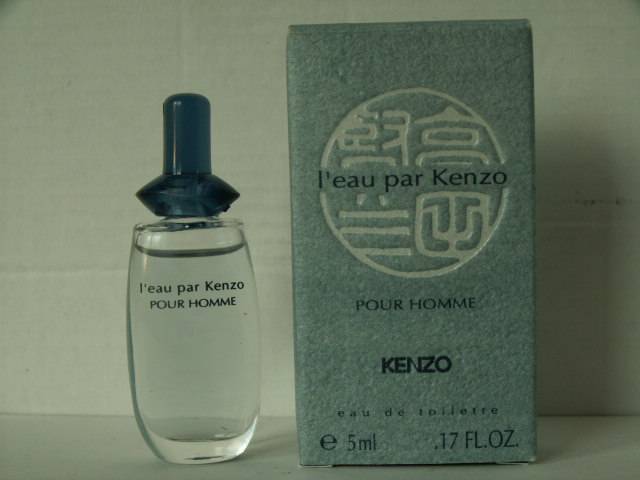 l'eau par Kenzo
POUR HOMME
l'eau par Kenzo
POUR HOMME
KENZO
eau de toilette
e 5ml .17 FL.OZ.